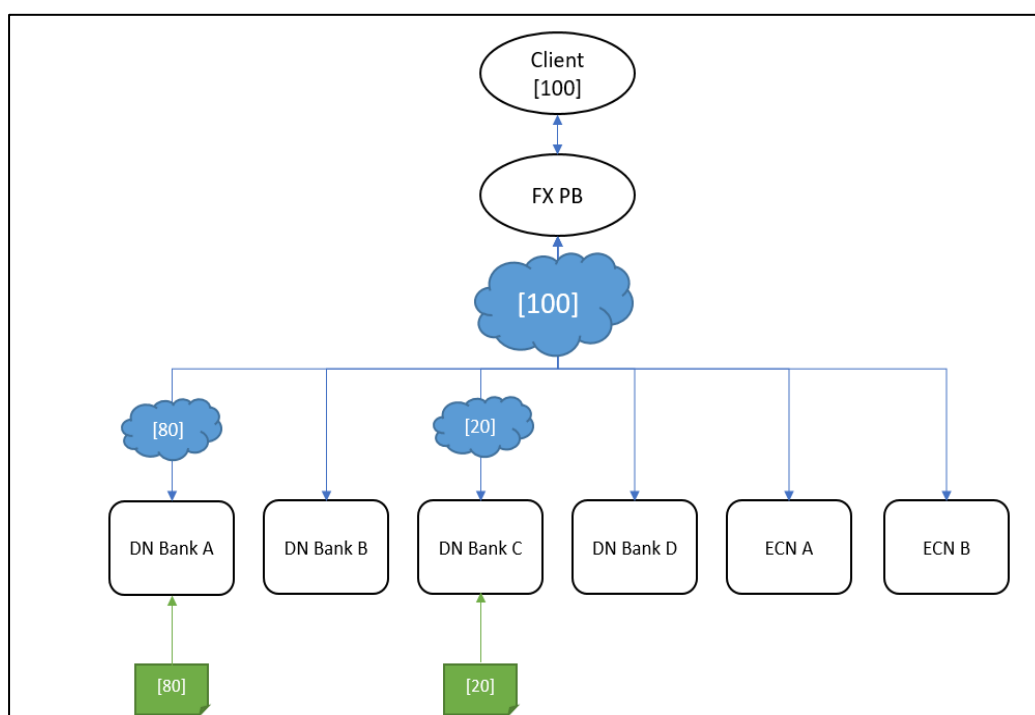 Client
[100]
FX PB
[100]
[80]
[20]
DN Bank A
DN Bank B
DN Bank C
DN Bank D
ECN A
ECN B
[80]
[20]